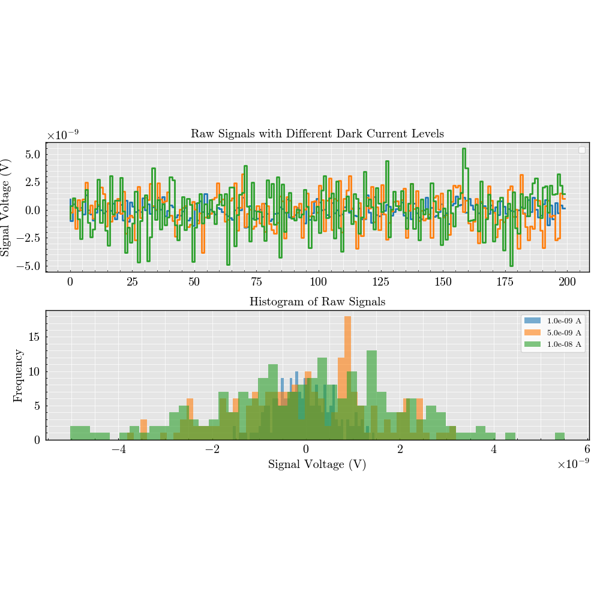 Raw Signals with Different Dark Current Levels
×10⁻⁹
Signal Voltage (V)
5.0
2.5
0.0
−2.5
−5.0
0 25 50 75 100 125 150 175 200
Histogram of Raw Signals
Frequency
15
10
5
0
1.0e-09 A
5.0e-09 A
1.0e-08 A
−4 −2 0 2 4 6
Signal Voltage (V)
×10⁻⁹